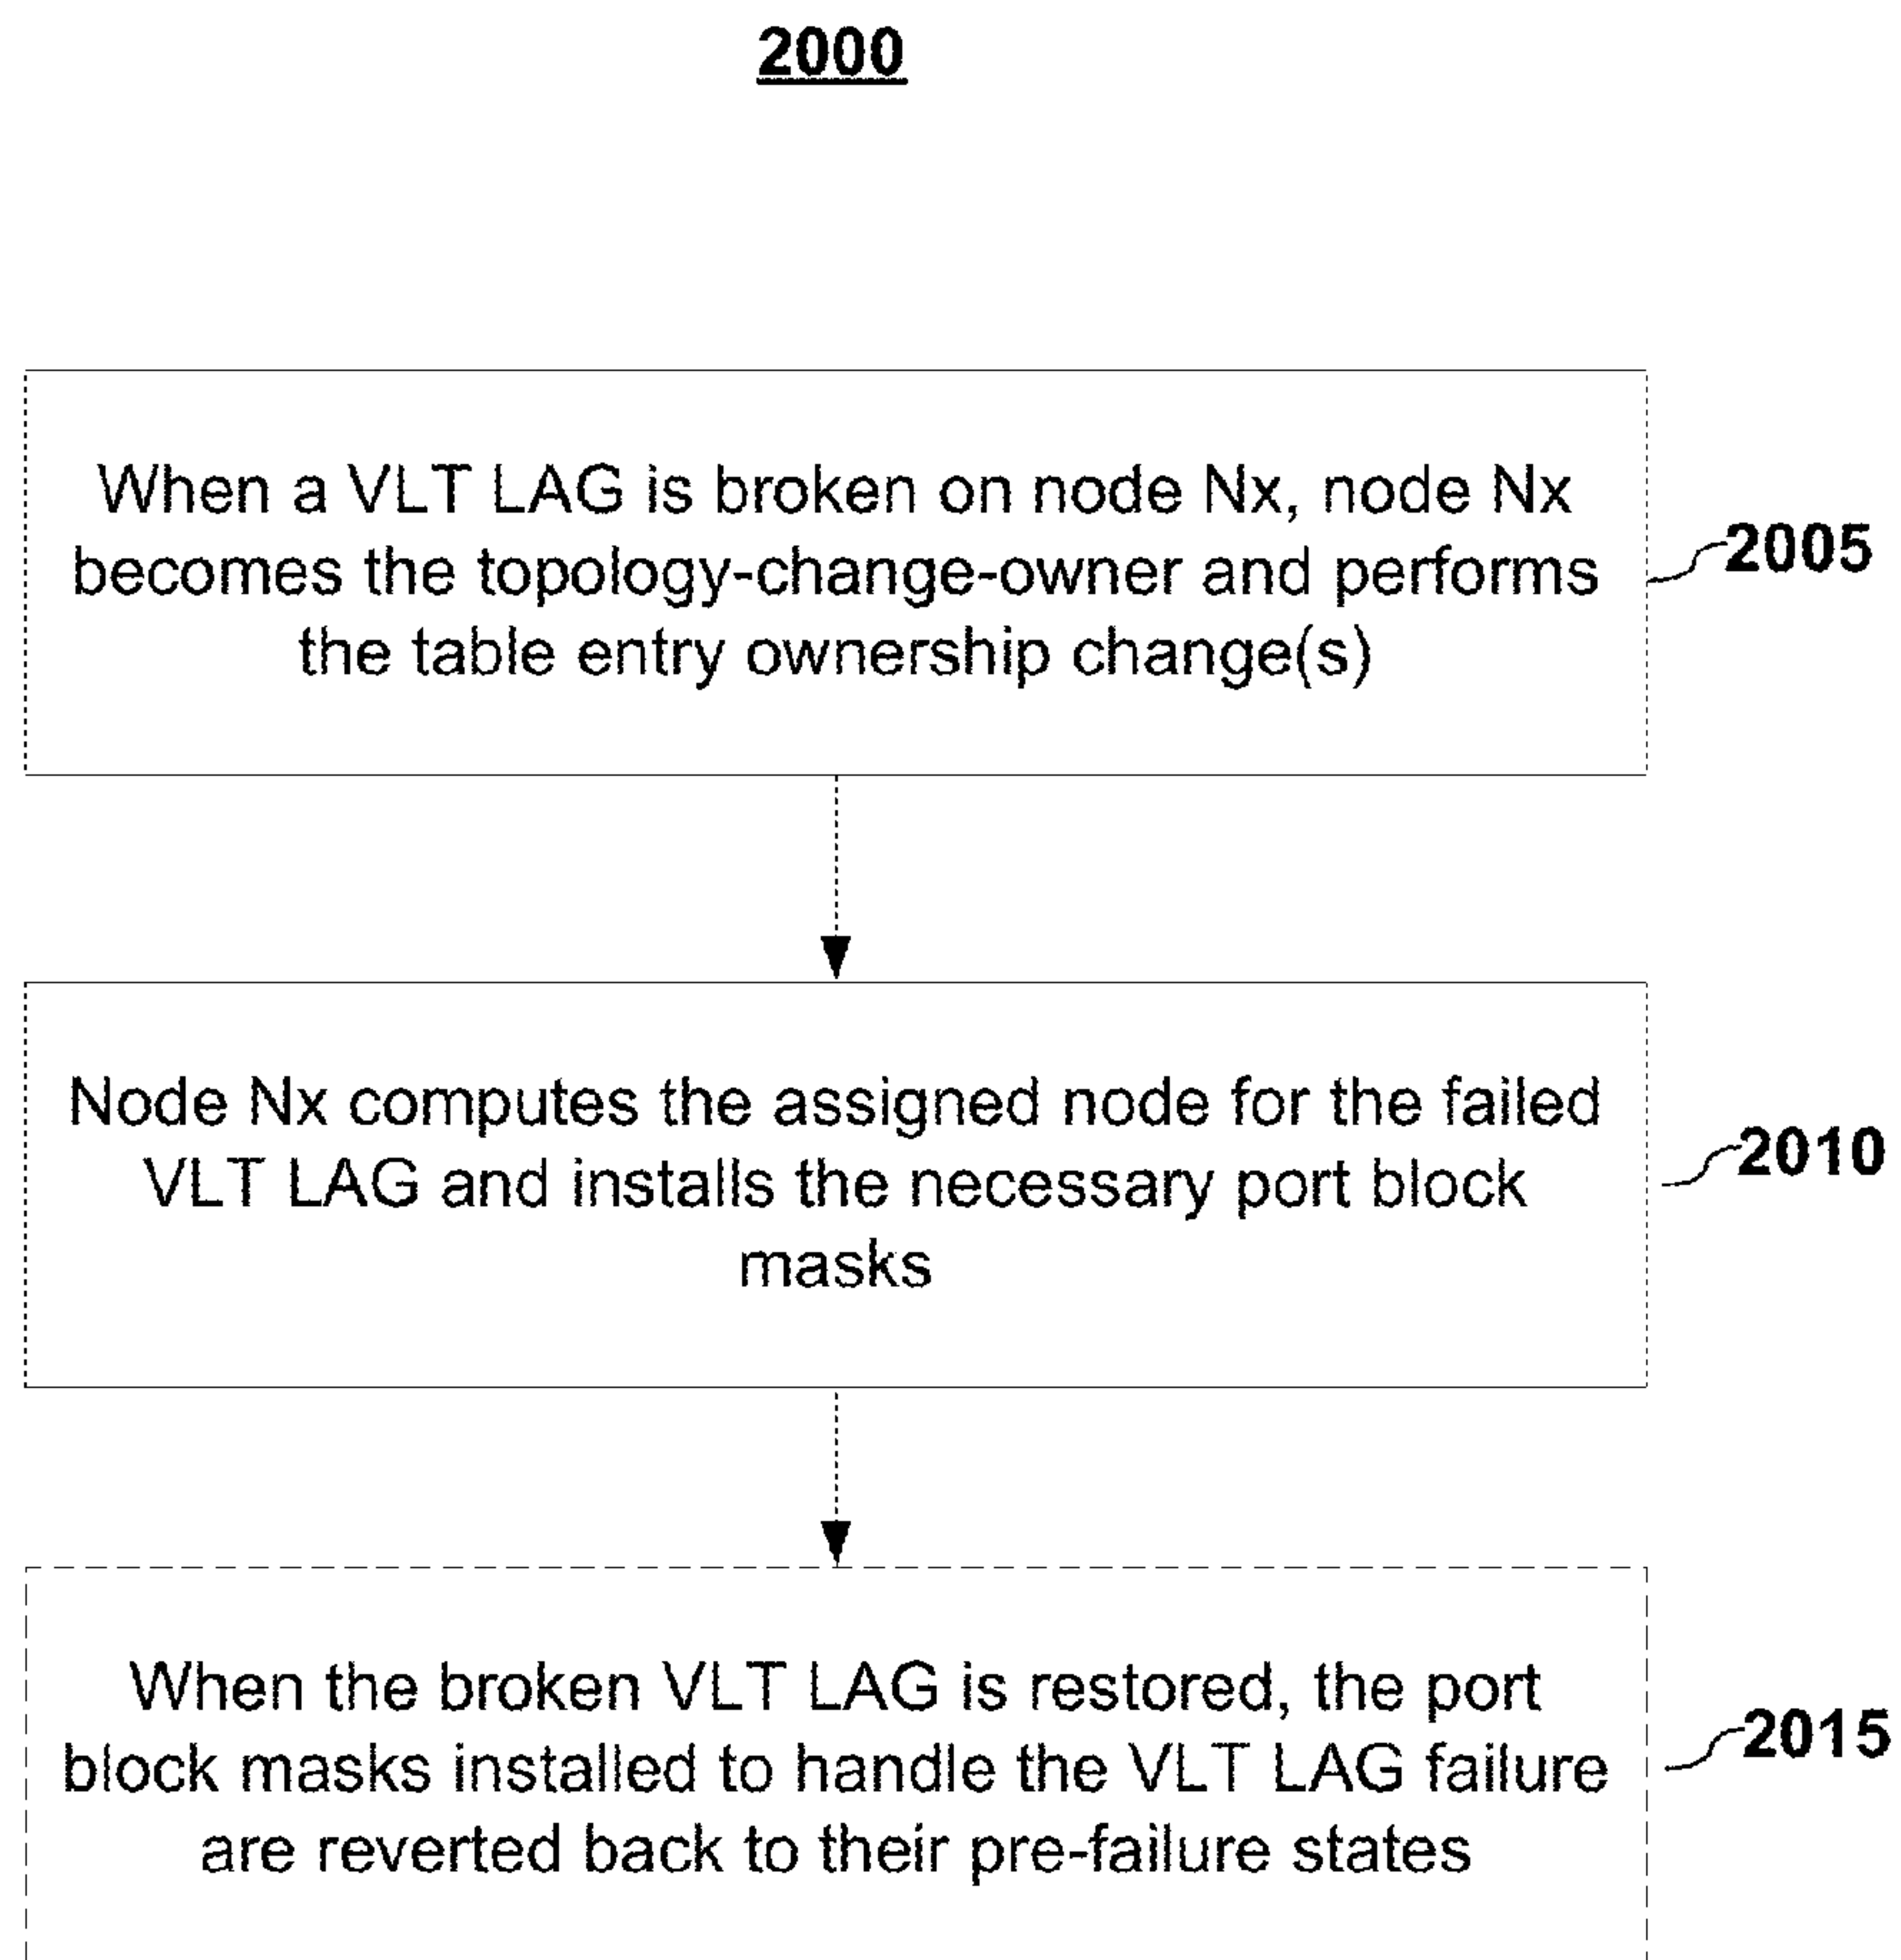 2000
When a VLT LAG is broken on node Nx, node Nx
becomes the topology-change-owner and performs
the table entry ownership change(s)
2005
Node Nx computes the assigned node for the failed
VLT LAG and installs the necessary port block
masks
2010
When the broken VLT LAG is restored, the port
block masks installed to handle the VLT LAG failure
are reverted back to their pre-failure states
2015